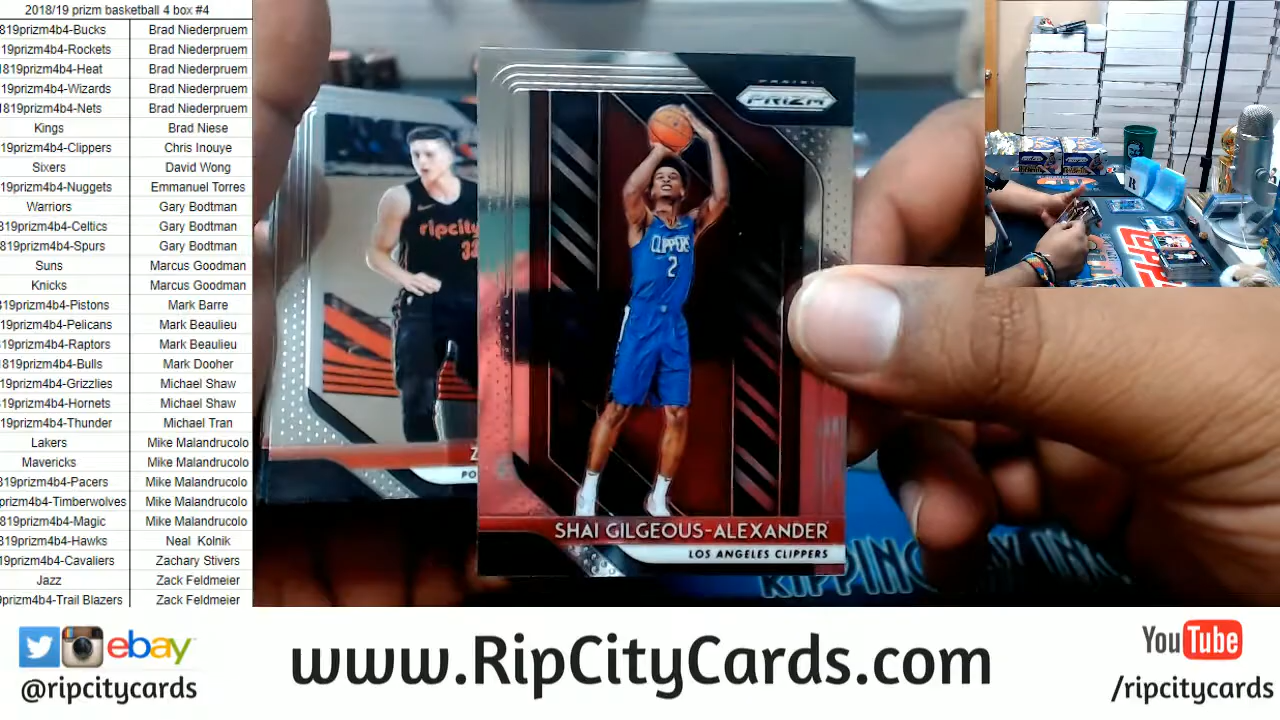 2018/19 prizm basketball 4 box #4
819prizm4b4-Bucks Brad Niederpruem
19prizm4b4-Rockets Brad Niederpruem
1819prizm4b4-Heat Brad Niederpruem
19prizm4b4-Wizards Brad Niederpruem
819prizm4b4-Nets Brad Niederpruem
Kings Brad Niese
19prizm4b4-Clippers Chris Inouye
Sixers David Wong
19prizm4b4-Nuggets Emmanuel Torres
Warriors Gary Bodtman
819prizm4b4-Celtics Gary Bodtman
819prizm4b4-Spurs Gary Bodtman
Suns Marcus Goodman
Knicks Marcus Goodman
819prizm4b4-Pistons Mark Barre
19prizm4b4-Pelicans Mark Beaulieu
19prizm4b4-Raptors Mark Beaulieu
1819prizm4b4-Bulls Mark Dooher
19prizm4b4-Grizzlies Michael Shaw
19prizm4b4-Hornets Michael Shaw
19prizm4b4-Thunder Michael Tran
Lakers Mike Malandrucolo
Mavericks Mike Malandrucolo
819prizm4b4-Pacers Mike Malandrucolo
prizm4b4-Timberwolves Mike Malandrucolo
819prizm4b4-Magic Mike Malandrucolo
819prizm4b4-Hawks Neal Kolnik
9prizm4b4-Cavaliers Zachary Stivers
Jazz Zack Feldmeier
prizm4b4-Trail Blazers Zack Feldmeier
PANINI
PRIZM
ripcity
CLIPPERS
2
Z
PO
SHAI GILGEOUS-ALEXANDER
LOS ANGELES CLIPPERS
RIPPING
ebay
@ripcitycards
www.RipCityCards.com
YouTube
/ripcitycards